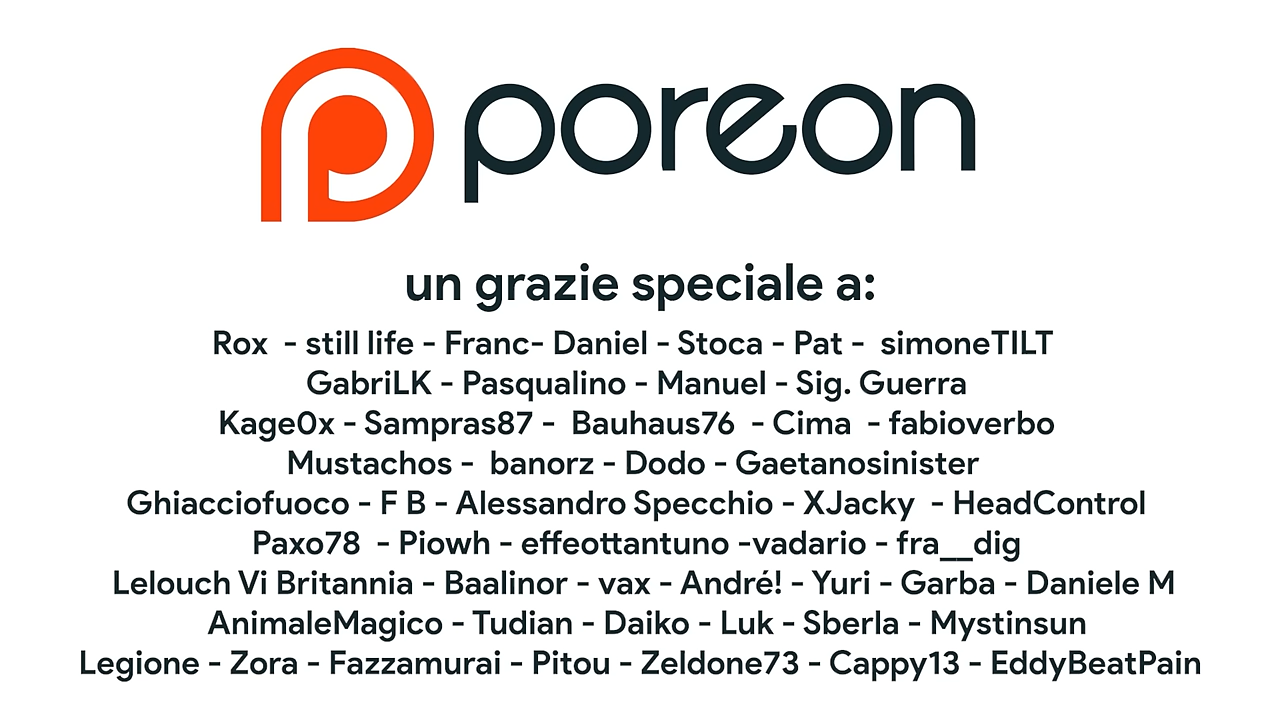 poreon
un grazie speciale a:
Rox - still life - Franc- Daniel - Stoca - Pat - simoneTILT
GabriLK - Pasqualino - Manuel - Sig. Guerra
Kage0x - Sampras87 - Bauhaus76 - Cima - fabioverbo
Mustachos - banorz - Dodo - Gaetanosinister
Ghiacciofuoco - F B - Alessandro Specchio - XJacky - HeadControl
Paxo78 - Piowh - effeottantuno -vadario - fra__dig
Lelouch Vi Britannia - Baalinor - vax - André! - Yuri - Garba - Daniele M
AnimaleMagico - Tudian - Daiko - Luk - Sberla - Mystinsun
Legione - Zora - Fazzamurai - Pitou - Zeldone73 - Cappy13 - EddyBeatPain